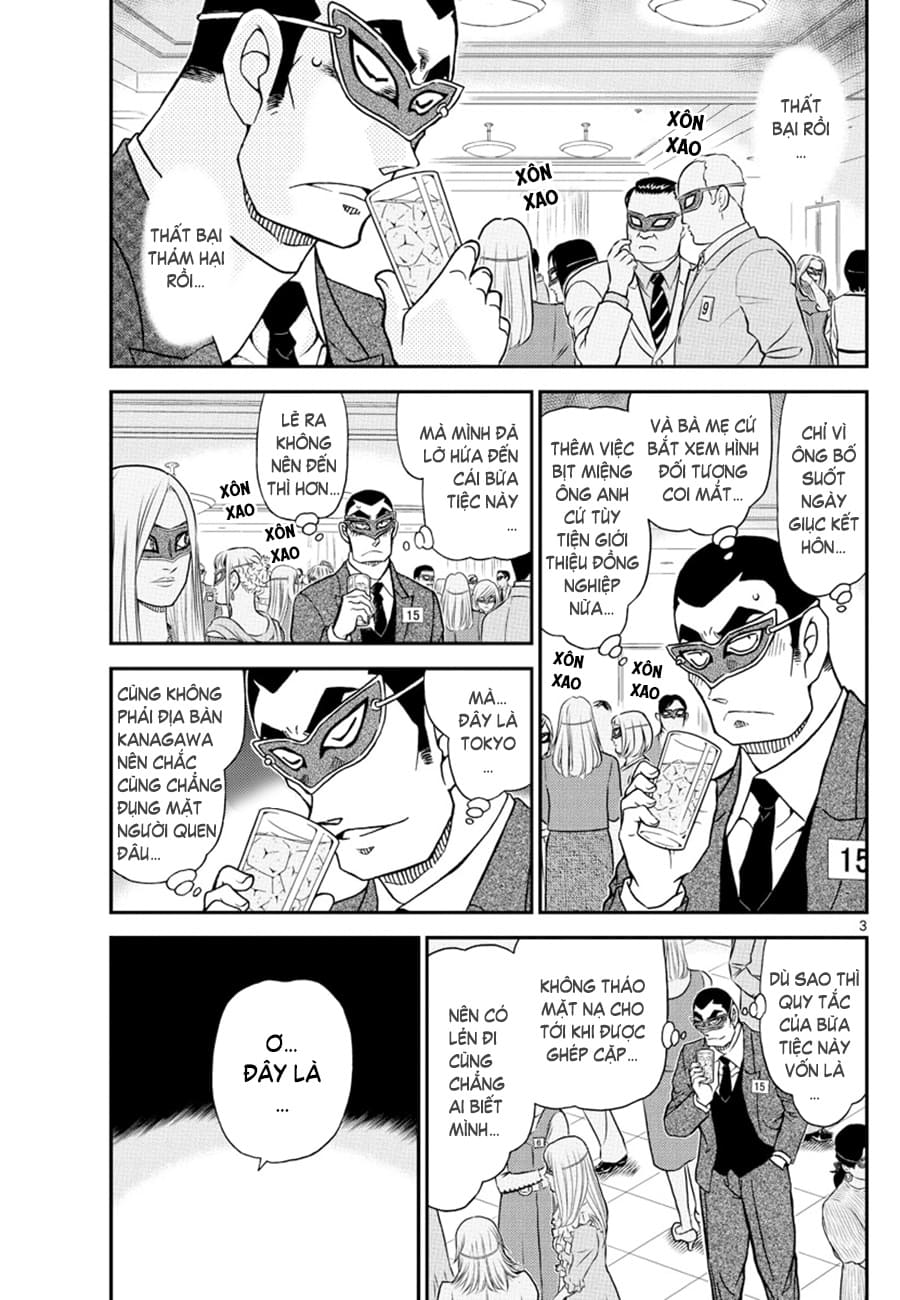 THẤT
BẠI RỒI
...
XÔN
XAO
XÔN
XAO
THẤT BẠI
THẢM HẠI
RỒI...
CHỈ VÌ
ÔNG BỐ
SUỐT
NGÀY
GIỤC KẾT
HÔN...
VÀ BÀ MẸ CỨ
BẮT XEM HÌNH
ĐỐI TƯỢNG
COI MẮT...
THÊM VIỆC
BỊT MIỆNG
ÔNG ANH
CỨ TÙY
TIỆN GIỚI
THIỆU ĐỒNG
NGHIỆP
NỮA...
XÔN
XAO
XÔN
XAO
15
MÀ MÌNH ĐÃ
LỠ HỨA ĐẾN
CÁI BỮA
TIỆC NÀY
...
LẼ RA
KHÔNG
NÊN ĐẾN
THÌ HƠN...
XÔN
XAO
XÔN
XAO
15
MÀ...
ĐÂY LÀ
TOKYO
...
CŨNG KHÔNG
PHẢI ĐỊA BÀN
KANAGAWA
NÊN CHẮC
CŨNG CHẲNG
ĐỤNG MẶT
NGƯỜI QUEN
ĐÂU...
3
DÙ SAO THÌ
QUY TẮC
CỦA BỮA
TIỆC NÀY
VỐN LÀ
...
KHÔNG THÁO
MẶT NẠ CHO
TỚI KHI ĐƯỢC
GHÉP CẶP...
NÊN CÓ
LÉN ĐI
CŨNG
CHẲNG
AI BIẾT
MÌNH...
15
6
Ơ...
ĐÂY LÀ
...
9